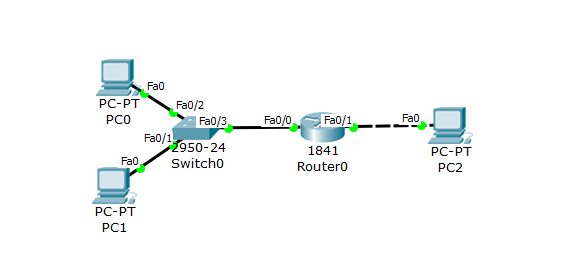 Fa0
PC-PT
PC0
Fa0/2
Fa0/1
Fa0/3
2950-24
Switch0
Fa0
PC-PT
PC1
Fa0/0
Fa0/1
1841
Router0
Fa0
PC-PT
PC2